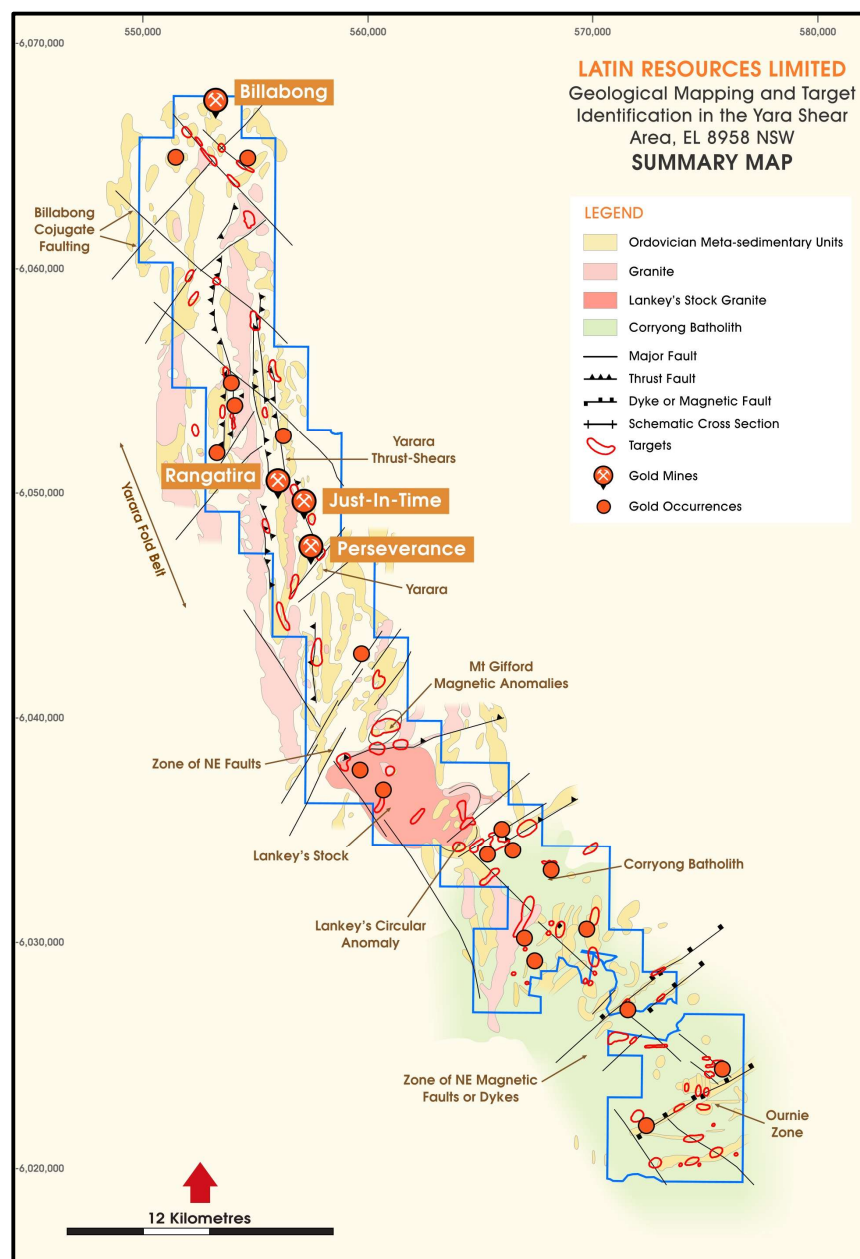 550,000
560,000
570,000
580,000
-6,070,000
LATIN RESOURCES LIMITED
Geological Mapping and Target
Identification in the Yara Shear
Area, EL 8958 NSW
SUMMARY MAP
Billabong
LEGEND
Ordovician Meta-sedimentary Units
Granite
Lankey's Stock Granite
Corryong Batholith
Major Fault
Thrust Fault
Dyke or Magnetic Fault
Schematic Cross Section
Targets
Gold Mines
Gold Occurrences
Billabong
Cojugate
Faulting
-6,060,000
Yarara
Thrust-Shears
Rangatira
-6,050,000
Just-In-Time
Perseverance
Yarara Fold Belt
Yarara
Mt Gifford
Magnetic Anomalies
-6,040,000
Zone of NE Faults
Lankey's Stock
Corryong Batholith
Lankey's Circular
Anomaly
-6,030,000
Zone of NE Magnetic
Faults or Dykes
Ournie
Zone
-6,020,000
12 Kilometres